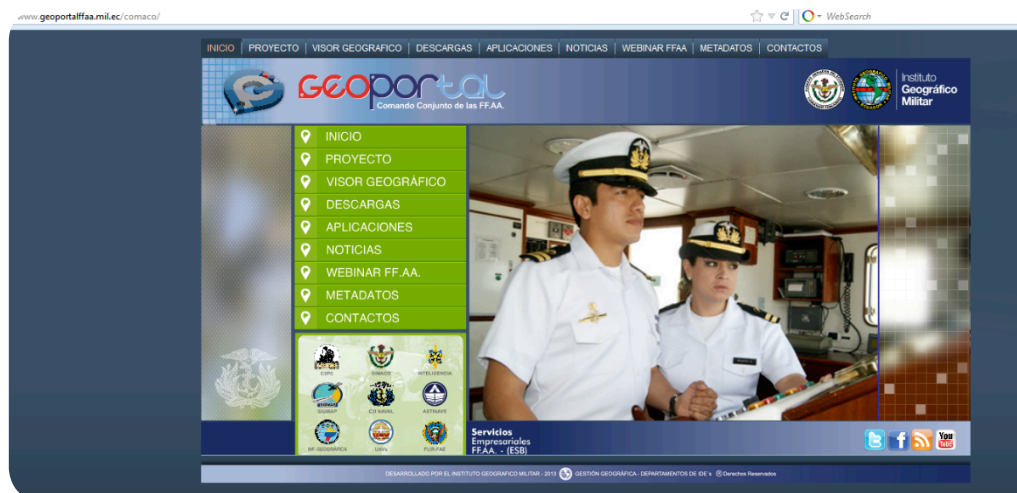 www.geoportalffaa.mil.ec/comaco/
WebSearch
INICIO PROYECTO VISOR GEOGRAFICO DESCARGAS APLICACIONES NOTICIAS WEBINAR FFAA METADATOS CONTACTOS
GEOPORTAL
Comando Conjunto de las FF.AA.
Instituto
Geográfico
Militar
INICIO
PROYECTO
VISOR GEOGRÁFICO
DESCARGAS
APLICACIONES
NOTICIAS
WEBINAR FF.AA.
METADATOS
CONTACTOS
INTELIGENCIA
ASTINAVE
Servicios
Empresariales
FF.AA. - (ESB)
You
Tube
DESARROLLADO POR EL INSTITUTO GEOGRAFICO MILITAR - 2013 GESTIÓN GEOGRÁFICA - DEPARTAMENTOS DE IDE´s ® Derechos Reservados